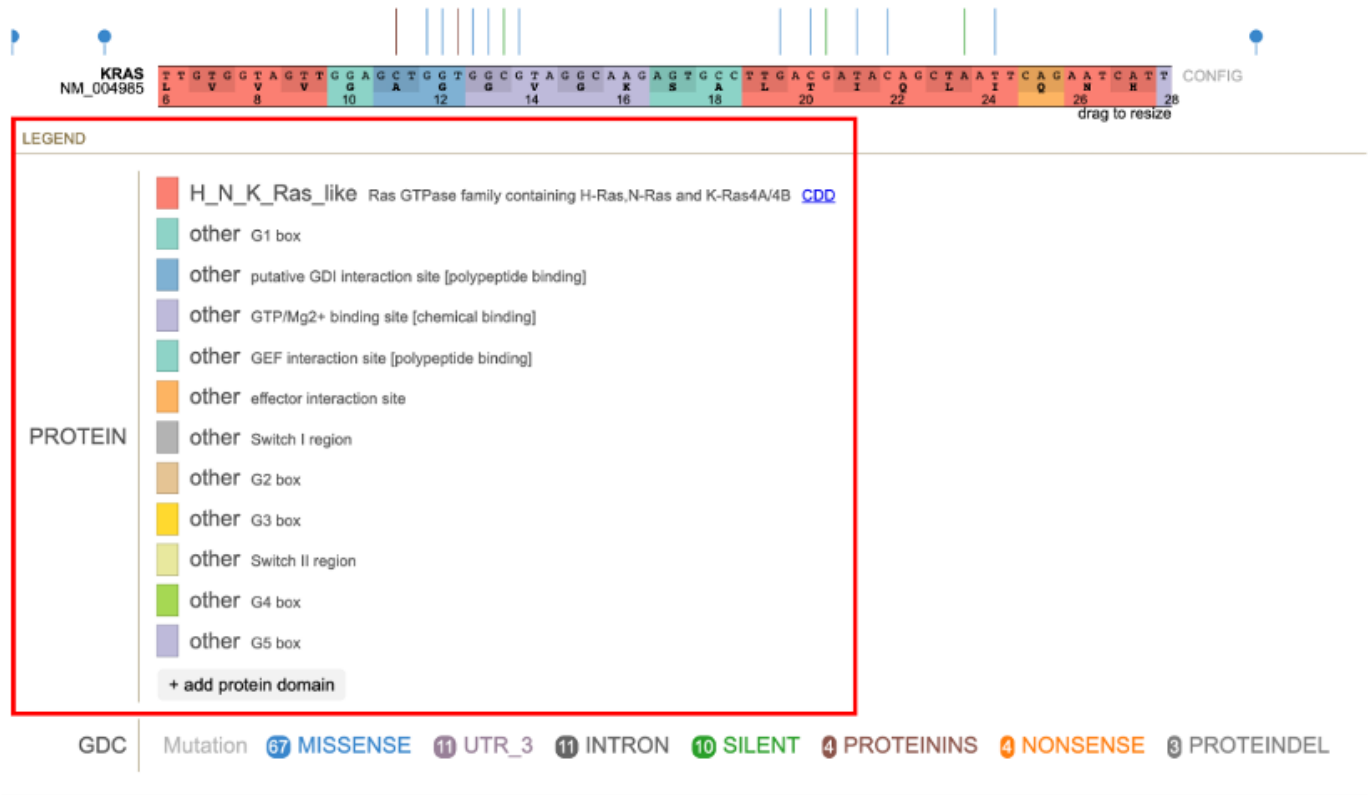 KRAS T T G T G G T A G T T G G A G C T G G T G G C G T A G G C A A G A G T G C C T T G A C G A T A C A G C T A A T T C A G A A T C A T T CONFIG
NM_004985 L V V V G A G G V G K S A L T I Q L I Q N H
6 8 10 12 14 16 18 20 22 24 26 28
drag to resize
LEGEND
H_N_K_Ras_like Ras GTPase family containing H-Ras,N-Ras and K-Ras4A/4B CDD
other G1 box
other putative GDI interaction site [polypeptide binding]
other GTP/Mg2+ binding site [chemical binding]
other GEF interaction site [polypeptide binding]
other effector interaction site
PROTEIN other Switch I region
other G2 box
other G3 box
other Switch II region
other G4 box
other G5 box
+ add protein domain
GDC Mutation 67 MISSENSE 11 UTR_3 11 INTRON 10 SILENT 4 PROTEININS 4 NONSENSE 3 PROTEINDEL